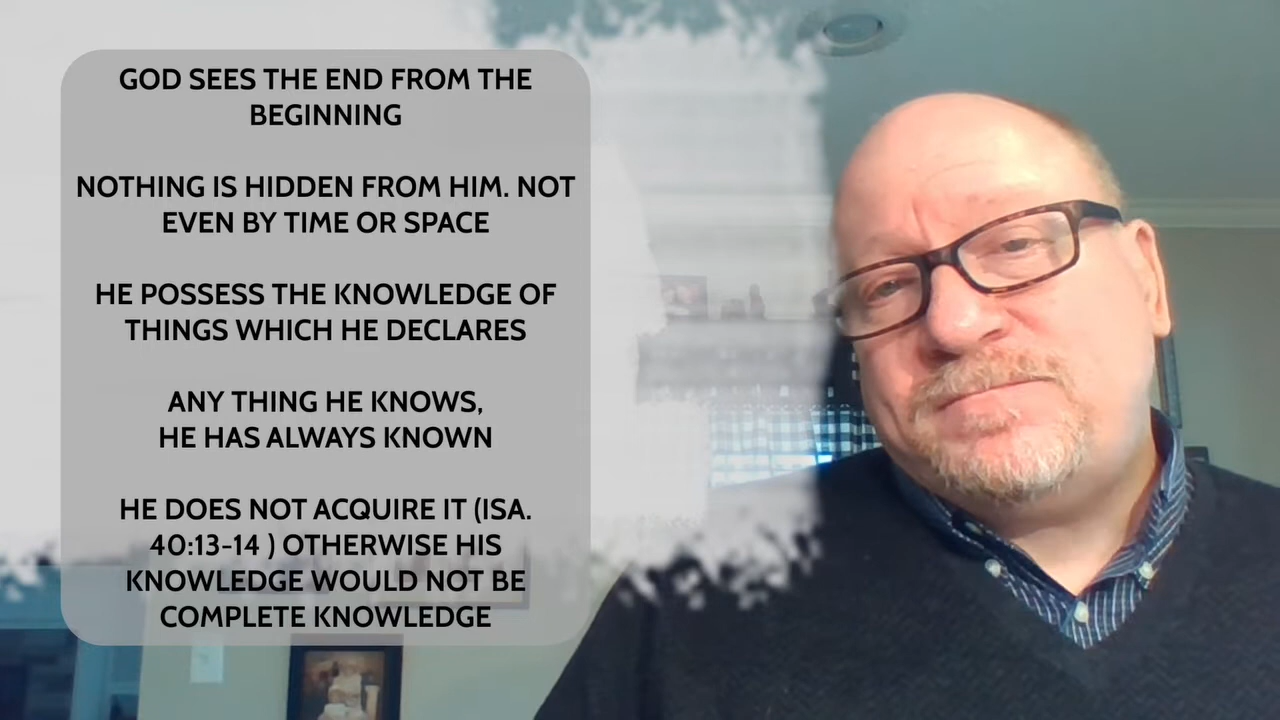 GOD SEES THE END FROM THE
BEGINNING
NOTHING IS HIDDEN FROM HIM. NOT
EVEN BY TIME OR SPACE
HE POSSESS THE KNOWLEDGE OF
THINGS WHICH HE DECLARES
ANY THING HE KNOWS,
HE HAS ALWAYS KNOWN
HE DOES NOT ACQUIRE IT (ISA.
40:13-14 ) OTHERWISE HIS
KNOWLEDGE WOULD NOT BE
COMPLETE KNOWLEDGE